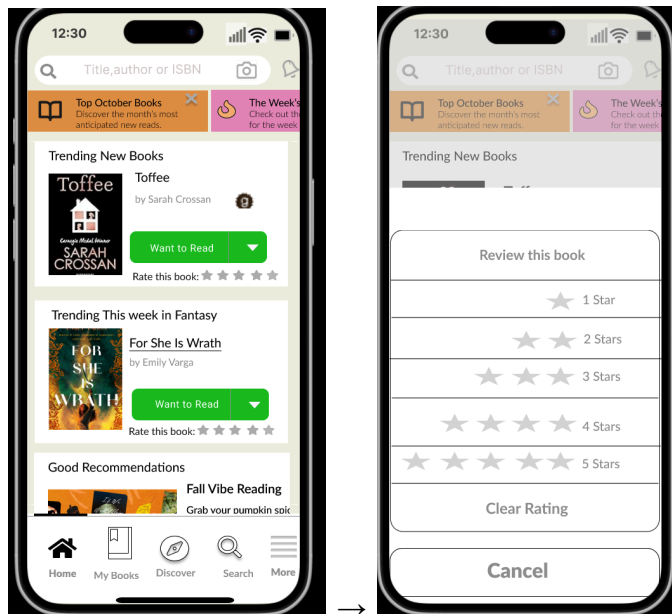 12:30
Title,author or ISBN
Top October Books
Discover the month's most
anticipated new reads.
The Week's
Check out th
for the week
Trending New Books
Toffee
Carnegie Medal Winner
SARAH
CROSSAN
Toffee
by Sarah Crossan
Want to Read
Rate this book:
Trending This week in Fantasy
FOR
SHE
IS
WRATH
For She Is Wrath
by Emily Varga
Want to Read
Rate this book:
Good Recommendations
Fall Vibe Reading
Grab your pumpkin spic
Home
My Books
Discover
Search
More
→
12:30
Title,author or ISBN
Top October Books
Discover the month's most
anticipated new reads.
The Week's
Check out th
for the week
Trending New Books
Review this book
1 Star
2 Stars
3 Stars
4 Stars
5 Stars
Clear Rating
Cancel